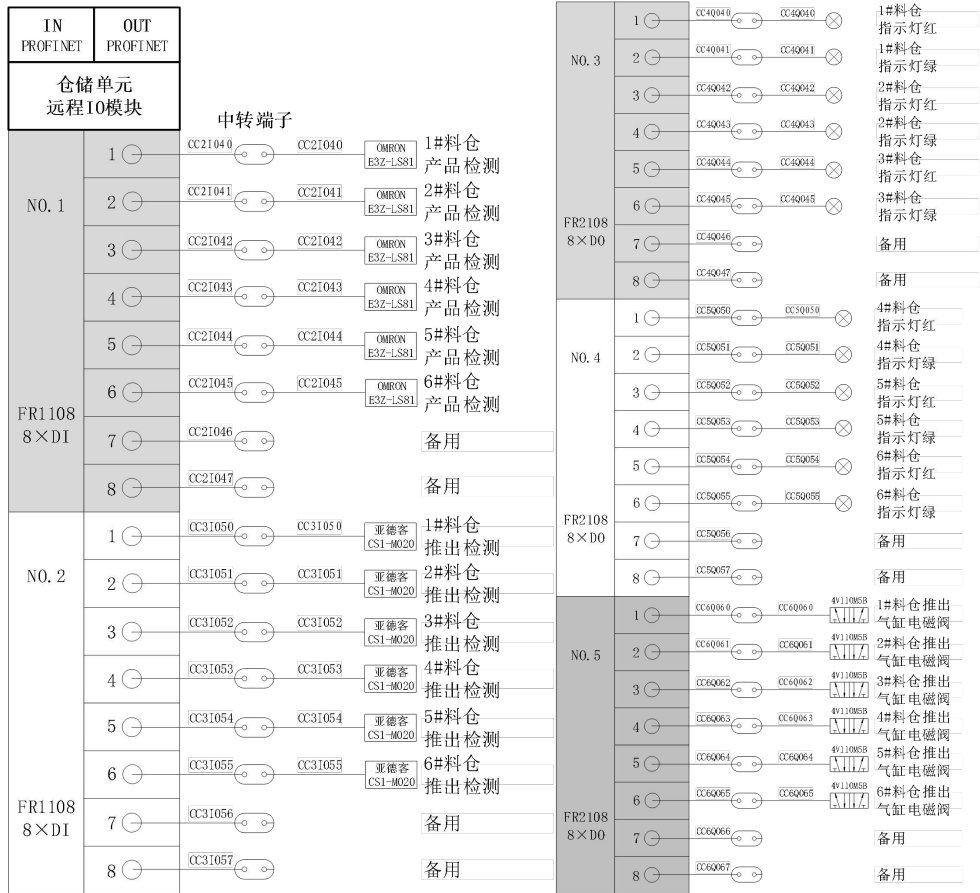 IN
PROFINET
OUT
PROFINET
仓储单元
远程IO模块
中转端子
NO.1
FR1108
8×DI
1 CC2I040 CC2I040 OMRON E3Z-LS81 1#料仓
产品检测
2 CC2I041 CC2I041 OMRON E3Z-LS81 2#料仓
产品检测
3 CC2I042 CC2I042 OMRON E3Z-LS81 3#料仓
产品检测
4 CC2I043 CC2I043 OMRON E3Z-LS81 4#料仓
产品检测
5 CC2I044 CC2I044 OMRON E3Z-LS81 5#料仓
产品检测
6 CC2I045 CC2I045 OMRON E3Z-LS81 6#料仓
产品检测
7 CC2I046 备用
8 CC2I047 备用
NO.2
FR1108
8×DI
1 CC3I050 CC3I050 亚德客 CS1-M020 1#料仓
推出检测
2 CC3I051 CC3I051 亚德客 CS1-M020 2#料仓
推出检测
3 CC3I052 CC3I052 亚德客 CS1-M020 3#料仓
推出检测
4 CC3I053 CC3I053 亚德客 CS1-M020 4#料仓
推出检测
5 CC3I054 CC3I054 亚德客 CS1-M020 5#料仓
推出检测
6 CC3I055 CC3I055 亚德客 CS1-M020 6#料仓
推出检测
7 CC3I056 备用
8 CC3I057 备用
NO.3
FR2108
8×DO
1 CC4Q040 CC4Q040 1#料仓
指示灯红
2 CC4Q041 CC4Q041 1#料仓
指示灯绿
3 CC4Q042 CC4Q042 2#料仓
指示灯红
4 CC4Q043 CC4Q043 2#料仓
指示灯绿
5 CC4Q044 CC4Q044 3#料仓
指示灯红
6 CC4Q045 CC4Q045 3#料仓
指示灯绿
7 CC4Q046 备用
8 CC4Q047 备用
NO.4
FR2108
8×DO
1 CC5Q050 CC5Q050 4#料仓
指示灯红
2 CC5Q051 CC5Q051 4#料仓
指示灯绿
3 CC5Q052 CC5Q052 5#料仓
指示灯红
4 CC5Q053 CC5Q053 5#料仓
指示灯绿
5 CC5Q054 CC5Q054 6#料仓
指示灯红
6 CC5Q055 CC5Q055 6#料仓
指示灯绿
7 CC5Q056 备用
8 CC5Q057 备用
NO.5
FR2108
8×DO
1 CC6Q060 CC6Q060 4V110M5B 1#料仓推出
气缸电磁阀
2 CC6Q061 CC6Q061 4V110M5B 2#料仓推出
气缸电磁阀
3 CC6Q062 CC6Q062 4V110M5B 3#料仓推出
气缸电磁阀
4 CC6Q063 CC6Q063 4V110M5B 4#料仓推出
气缸电磁阀
5 CC6Q064 CC6Q064 4V110M5B 5#料仓推出
气缸电磁阀
6 CC6Q065 CC6Q065 4V110M5B 6#料仓推出
气缸电磁阀
7 CC6Q066 备用
8 CC6Q067 备用